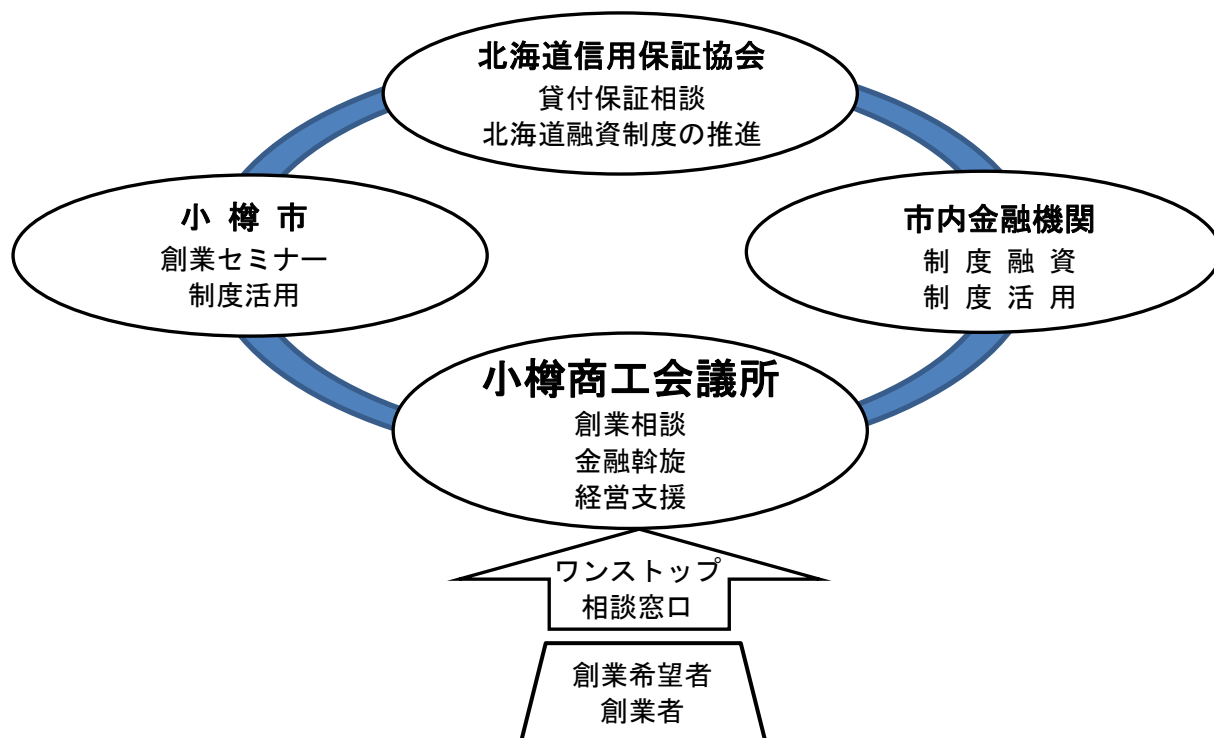 北海道信用保証協会
貸付保証相談
北海道融資制度の推進
小 樽 市
創業セミナー
制度活用
市内金融機関
制 度 融 資
制 度 活 用
小樽商工会議所
創業相談
金融斡旋
経営支援
ワンストップ
相談窓口
創業希望者
創業者